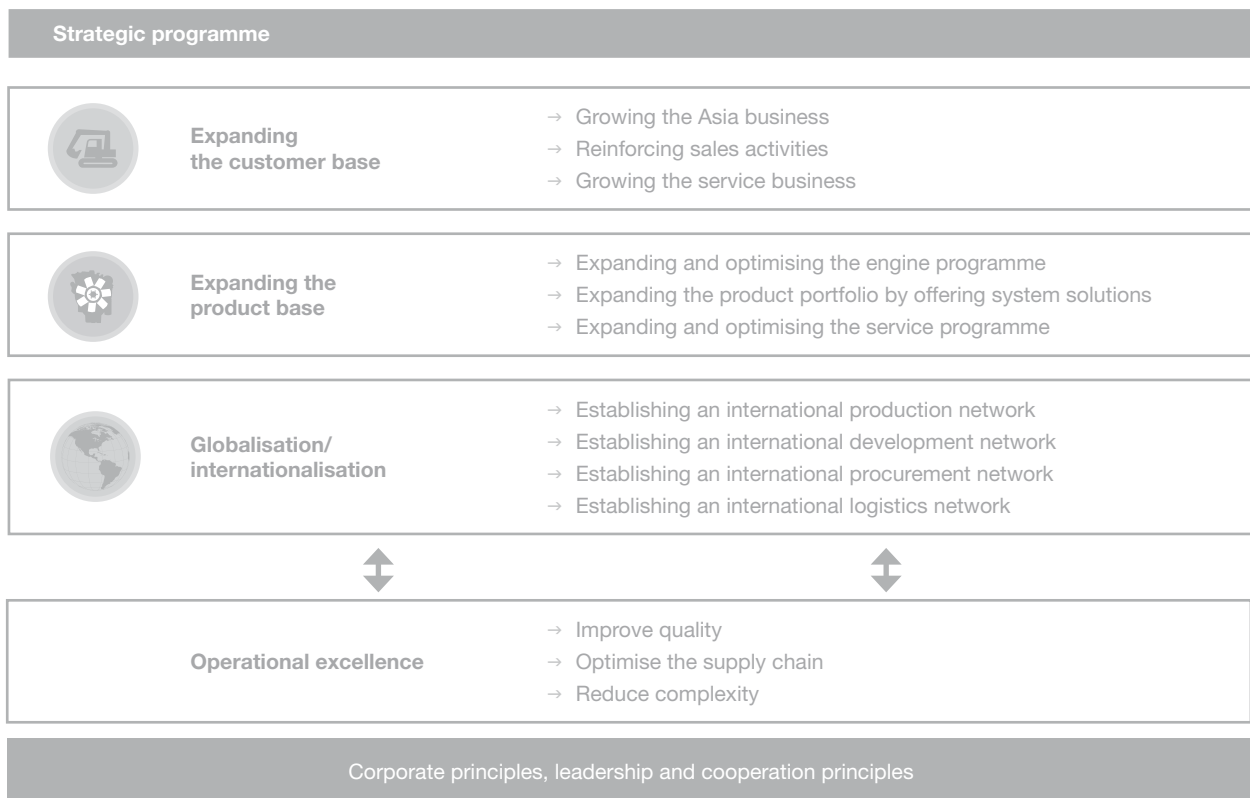 Strategic programme
Expanding
the customer base
→ Growing the Asia business
→ Reinforcing sales activities
→ Growing the service business
Expanding the
product base
→ Expanding and optimising the engine programme
→ Expanding the product portfolio by offering system solutions
→ Expanding and optimising the service programme
Globalisation/
internationalisation
→ Establishing an international production network
→ Establishing an international development network
→ Establishing an international procurement network
→ Establishing an international logistics network
Operational excellence
→ Improve quality
→ Optimise the supply chain
→ Reduce complexity
Corporate principles, leadership and cooperation principles